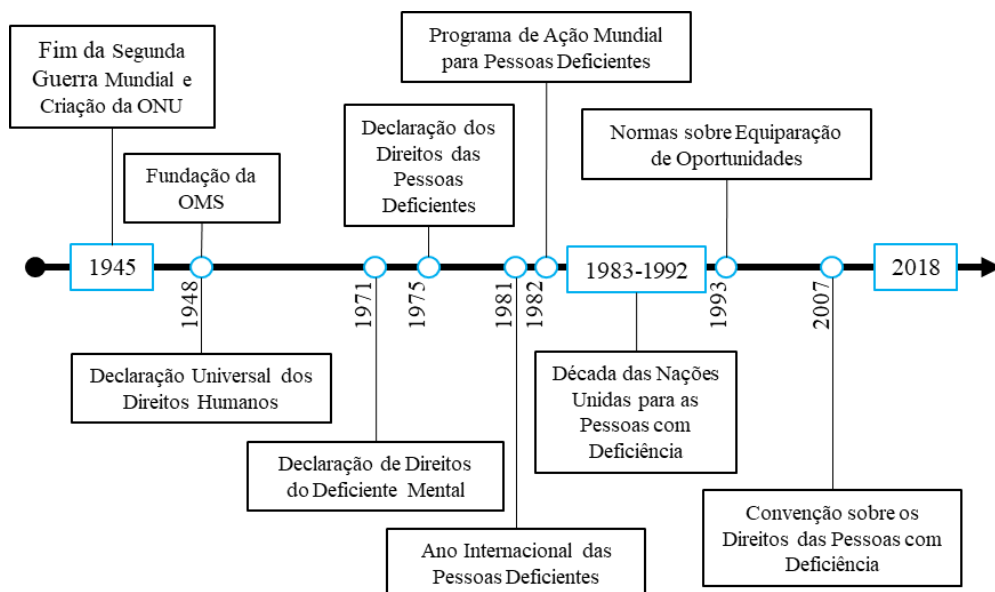 Fim da Segunda
Guerra Mundial e
Criação da ONU
Fundação da
OMS
Declaração dos
Direitos das
Pessoas
Deficientes
Programa de Ação Mundial
para Pessoas Deficientes
Normas sobre Equiparação
de Oportunidades
1945
1948
1971
1975
1981
1982
1983-1992
1993
2007
2018
Declaração Universal dos
Direitos Humanos
Declaração de Direitos
do Deficiente Mental
Ano Internacional das
Pessoas Deficientes
Década das Nações
Unidas para as
Pessoas com
Deficiência
Convenção sobre os
Direitos das Pessoas com
Deficiência